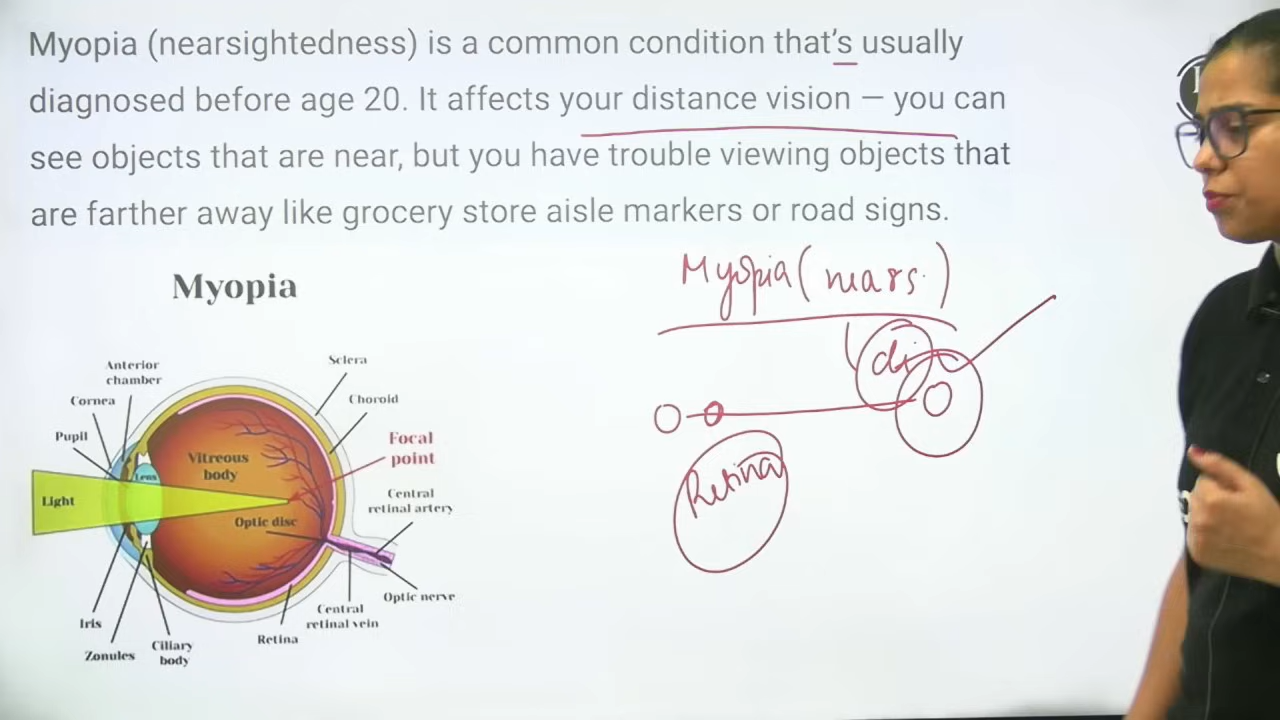 Myopia (nearsightedness) is a common condition that's usually
diagnosed before age 20. It affects your distance vision — you can
see objects that are near, but you have trouble viewing objects that
are farther away like grocery store aisle markers or road signs.
Myopia
Myopia (nears.)
di
Retina
Anterior
chamber
Cornea
Pupil
Light
Lens
Vitreous
body
Optic disc
Sclera
Choroid
Focal
point
Central
retinal artery
Optic nerve
Central
retinal vein
Retina
Ciliary
body
Zonules
Iris